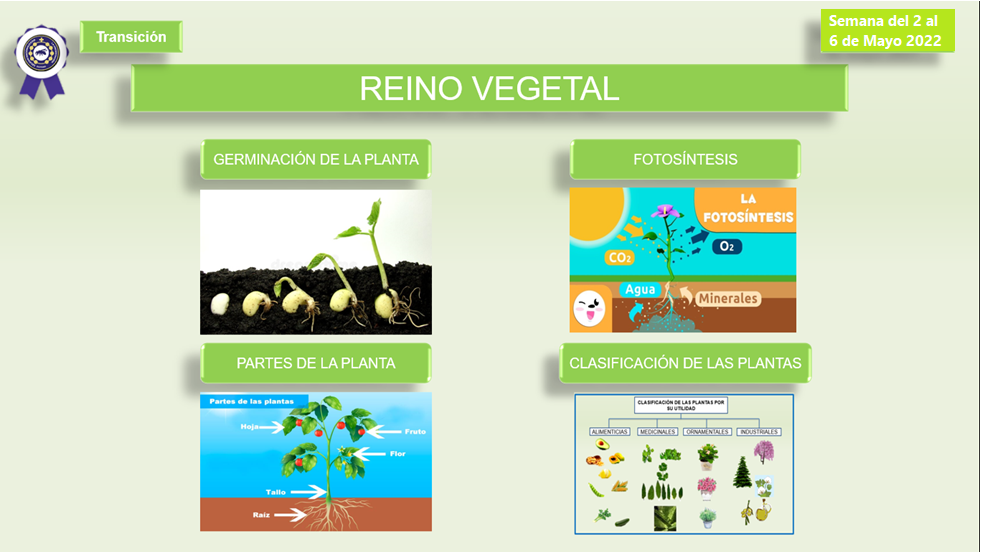 Transición
Semana del 2 al
6 de Mayo 2022
REINO VEGETAL
GERMINACIÓN DE LA PLANTA
FOTOSÍNTESIS
LA
FOTOSÍNTESIS
CO2
O2
Agua
Minerales
PARTES DE LA PLANTA
CLASIFICACIÓN DE LAS PLANTAS
Partes de las plantas
Hoja
Fruto
Flor
Tallo
Raíz
CLASIFICACIÓN DE LAS PLANTAS POR
SU UTILIDAD
ALIMENTICIAS
MEDICINALES
ORNAMENTALES
INDUSTRIALES